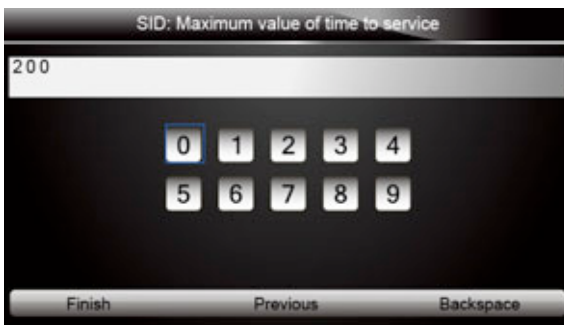 SID: Maximum value of time to service
200
0 1 2 3 4
5 6 7 8 9
Finish Previous Backspace